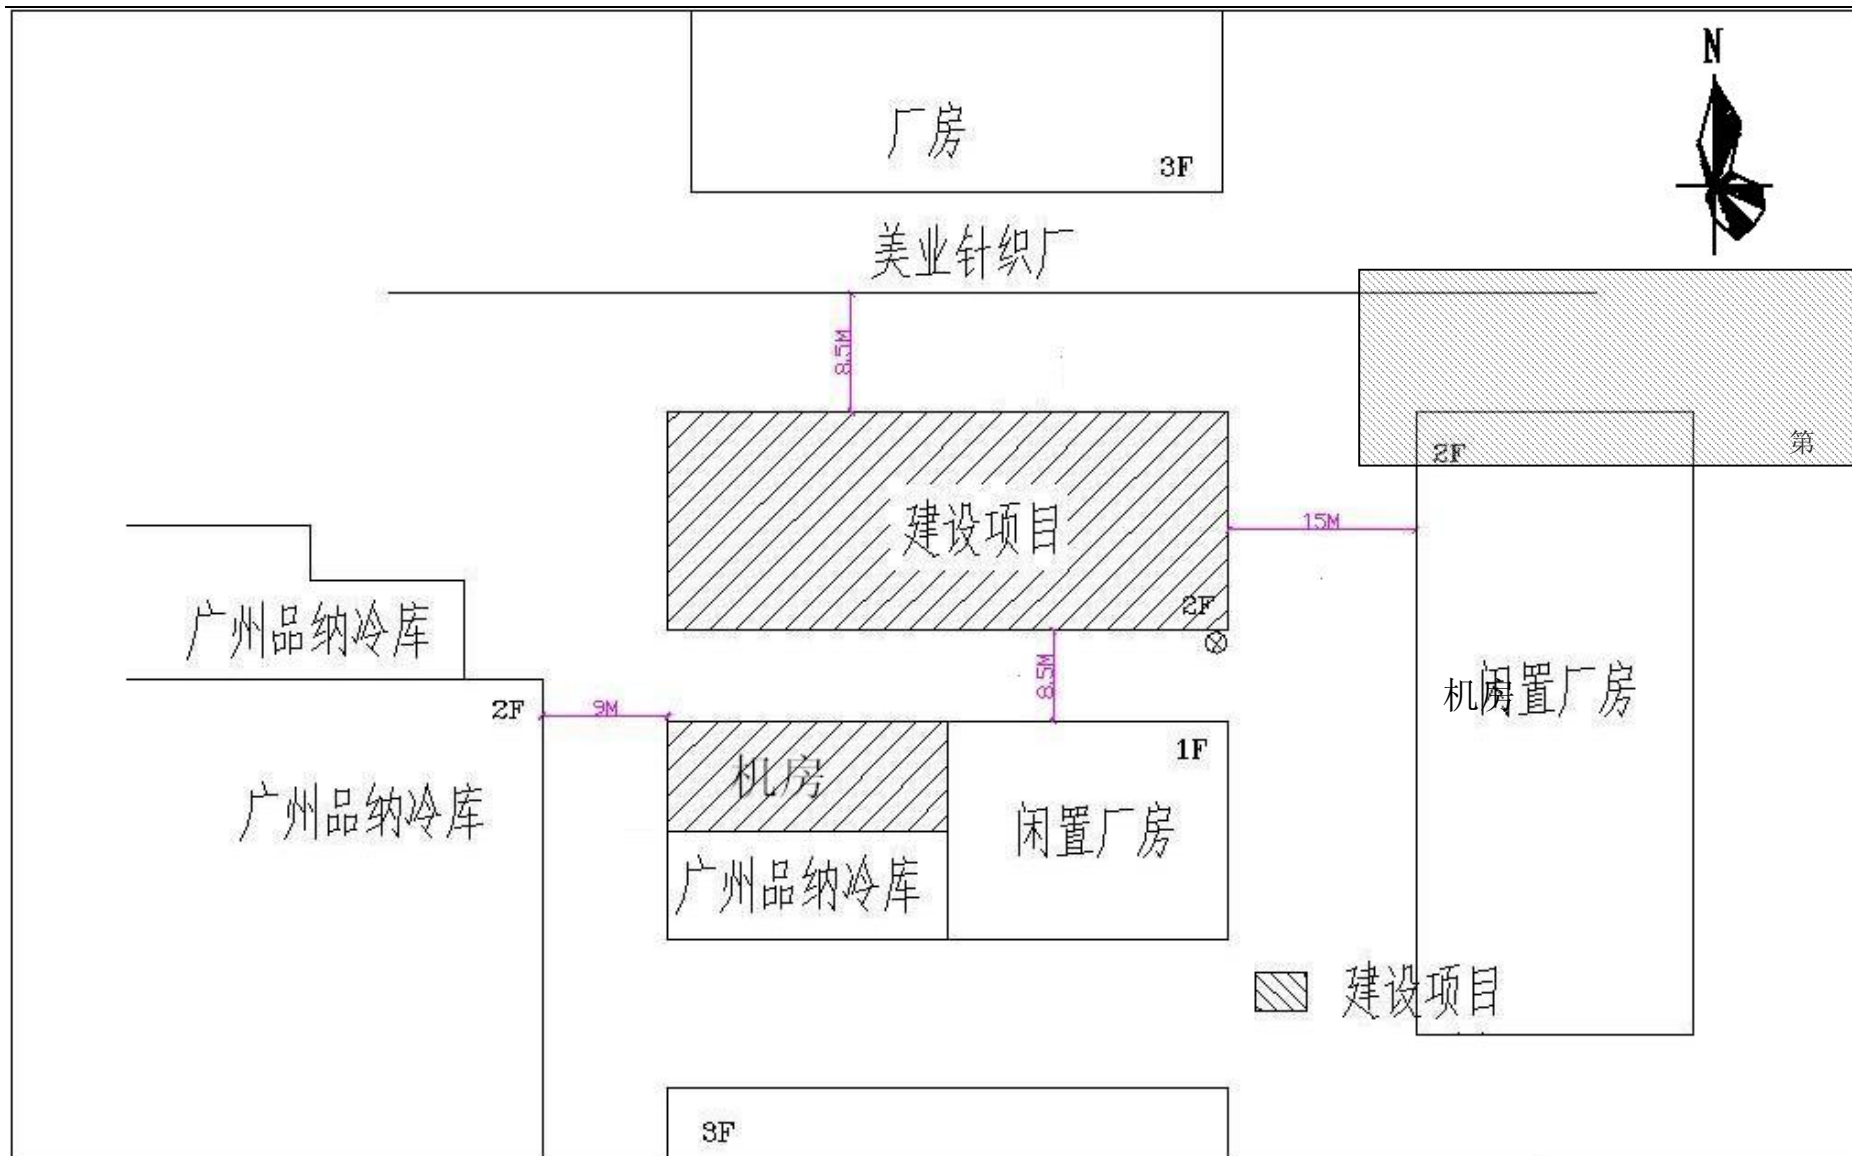 N
厂房
3F
美业针织厂
8.5M
第
2F
建设项目
15M
2F
广州品纳冷库
8.5M
机房
闲置厂房
2F
9M
1F
机房
广州品纳冷库
闲置厂房
广州品纳冷库
建设项目
3F